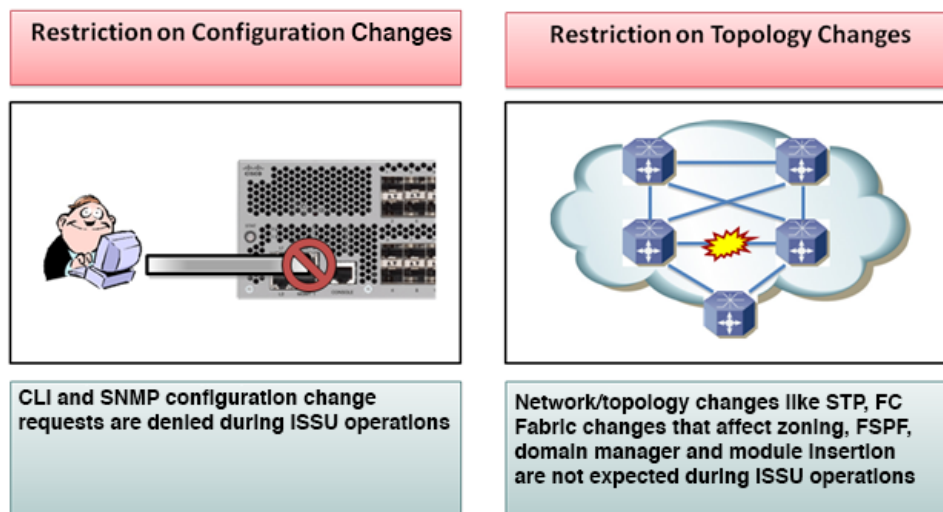 Restriction on Configuration Changes
Restriction on Topology Changes
CISCO
CONSOLE
CLI and SNMP configuration change
requests are denied during ISSU operations
Network/topology changes like STP, FC
Fabric changes that affect zoning, FSPF,
domain manager and module insertion
are not expected during ISSU operations